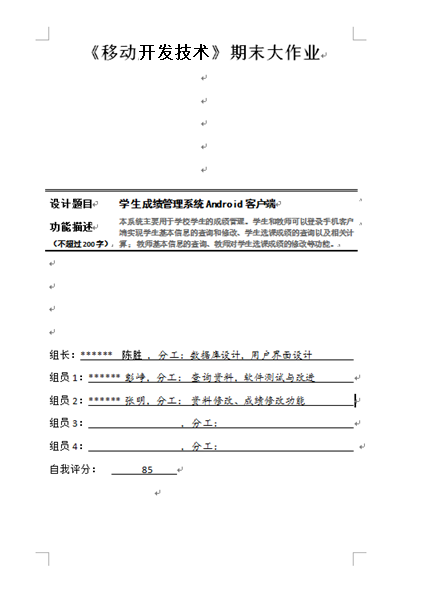 《移动开发技术》期末大作业
设计题目 学生成绩管理系统Android客户端
功能描述
（不超过200字）
本系统主要用于学校学生的成绩管理。学生和教师可以登录手机客户
端实现学生基本信息的查询和修改、学生选课成绩的查询以及相关计
算；教师基本信息的查询、教师对学生选课成绩的修改等功能。
组长：****** 陈胜 ，分工：数据库设计，用户界面设计
组员1：****** 彭峰，分工： 查询资料，软件测试与改进
组员2：****** 张明，分工： 资料修改、成绩修改功能
组员3： ，分工：
组员4： ，分工：
自我评分： 85